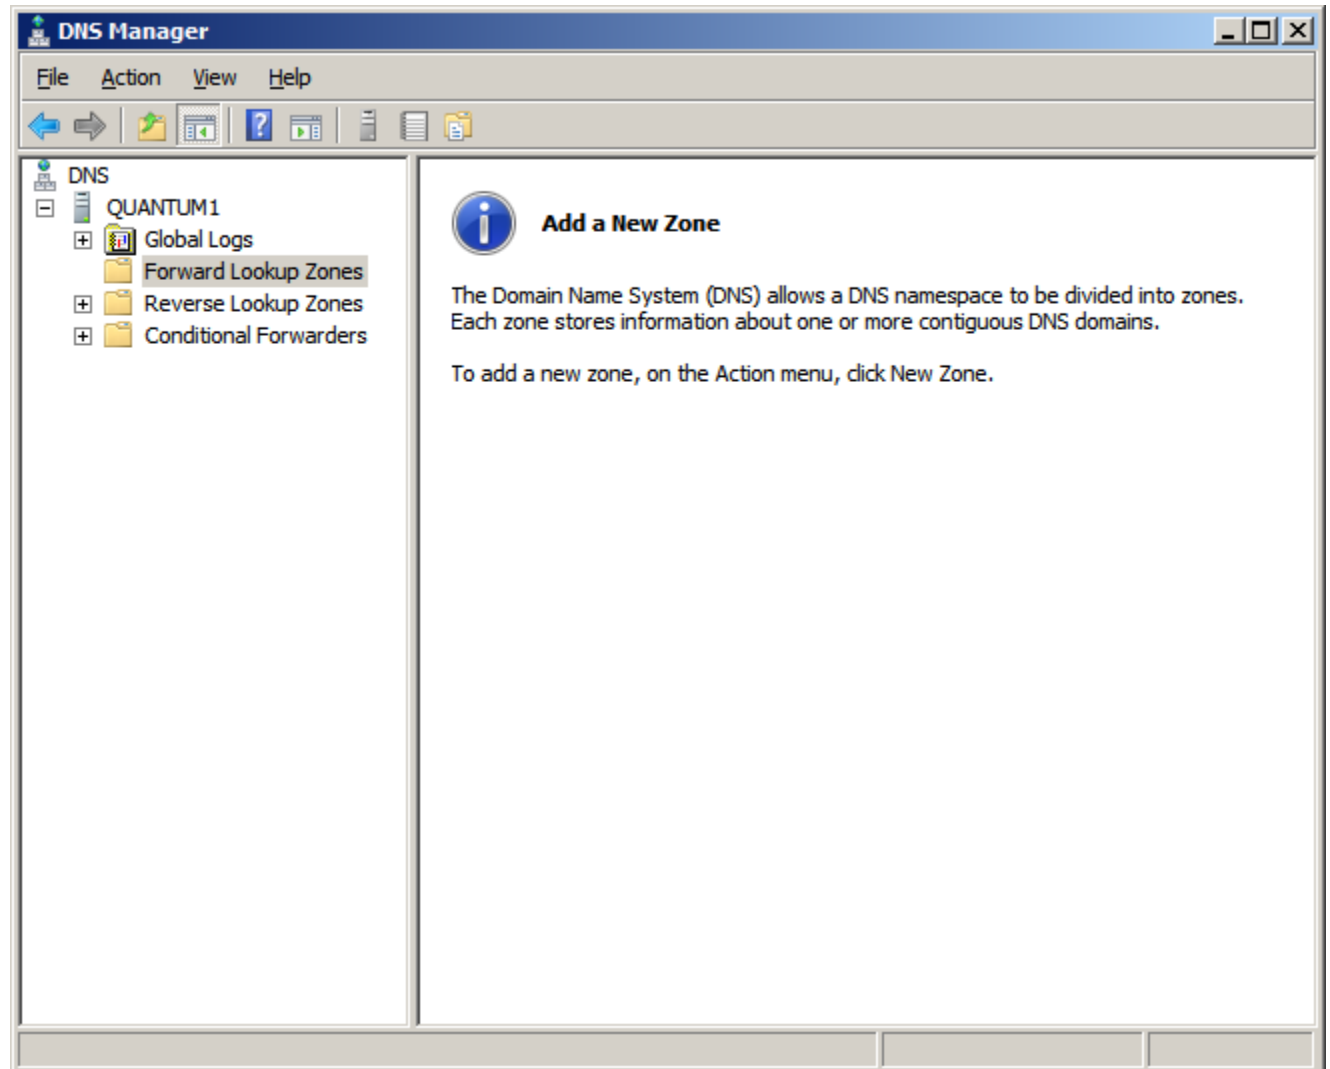 DNS Manager
File Action View Help
DNS
QUANTUM1
Global Logs
Forward Lookup Zones
Reverse Lookup Zones
Conditional Forwarders
Add a New Zone
The Domain Name System (DNS) allows a DNS namespace to be divided into zones.
Each zone stores information about one or more contiguous DNS domains.
To add a new zone, on the Action menu, click New Zone.